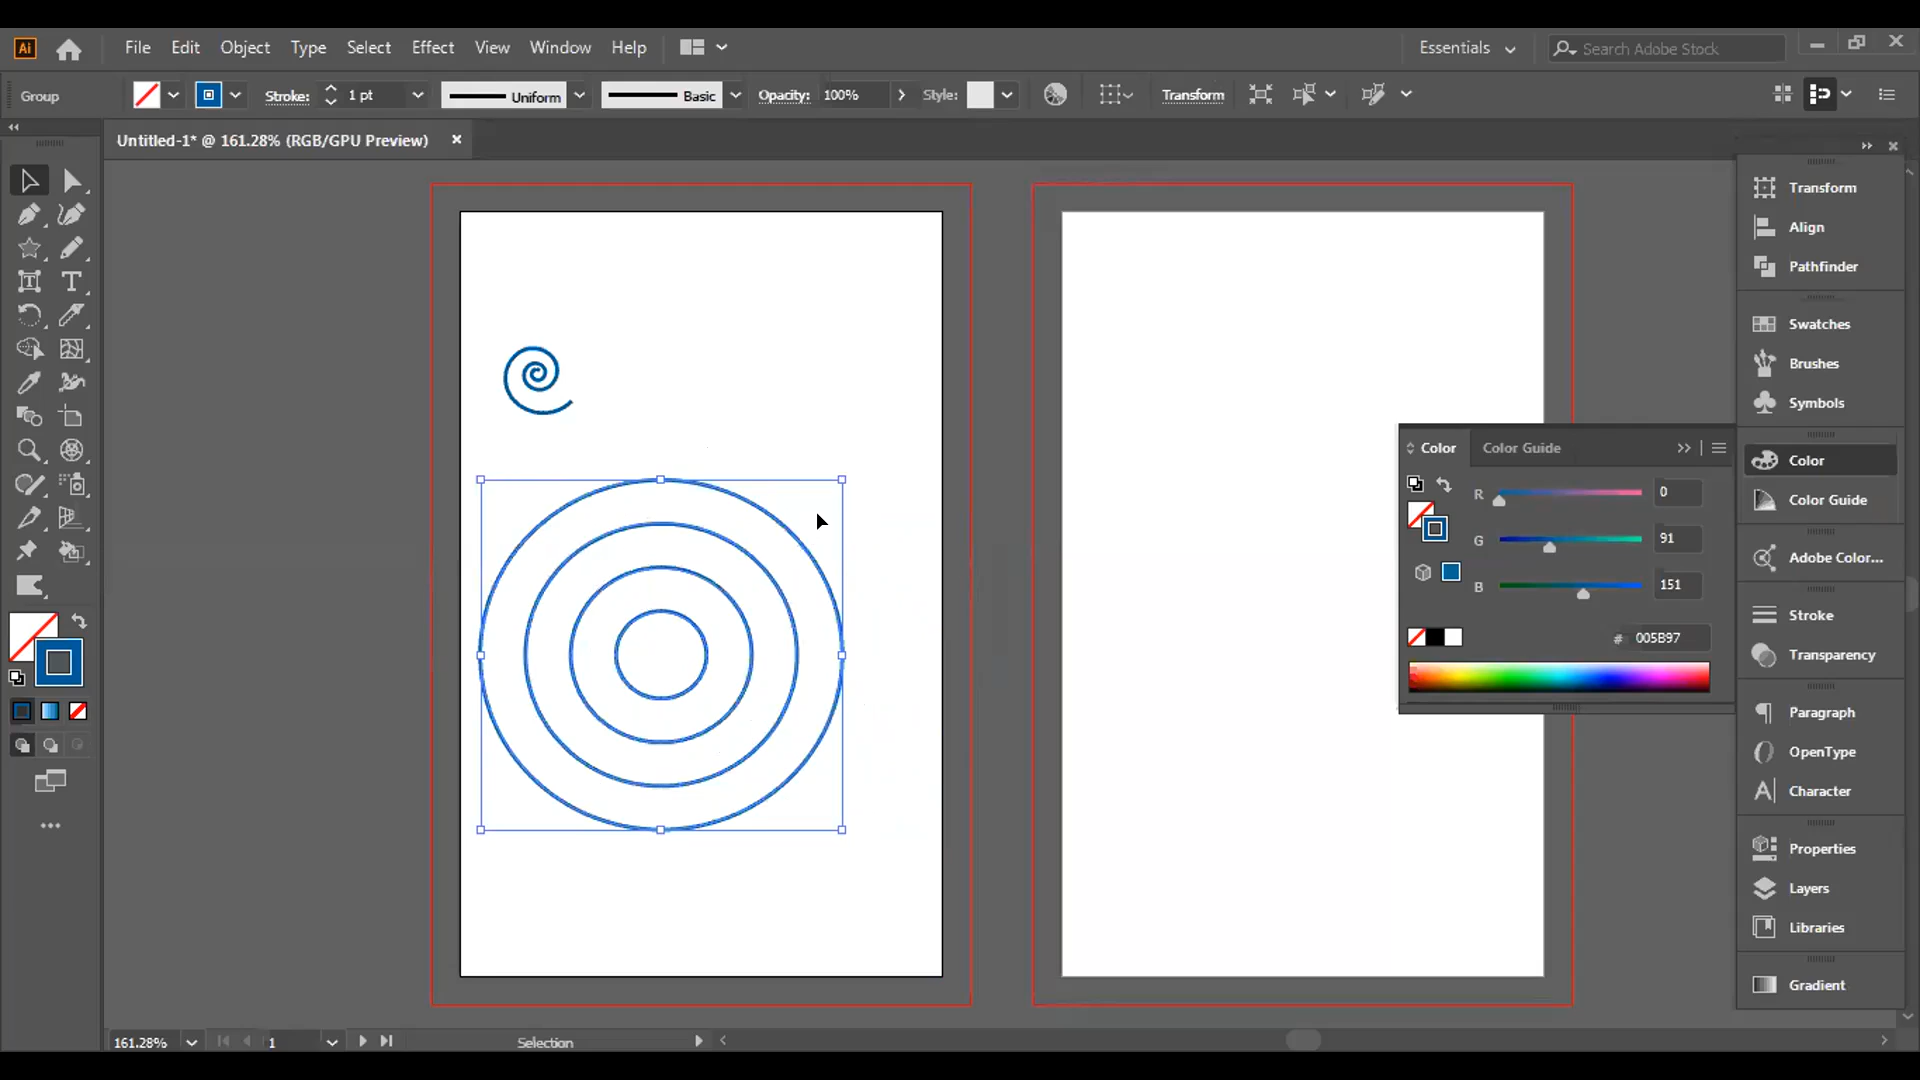 Ai File Edit Object Type Select Effect View Window Help Essentials Search Adobe Stock
Group Stroke: 1 pt Uniform Basic Opacity: 100% Style: Transform
Untitled-1* @ 161.28% (RGB/GPU Preview)
Transform
Align
Pathfinder
Swatches
Brushes
Symbols
Color
Color Guide
Adobe Color...
Stroke
Transparency
Paragraph
OpenType
Character
Properties
Layers
Libraries
Gradient
Color Color Guide
R 0
G 91
B 151
# 005B97
161.28% 1 Selection